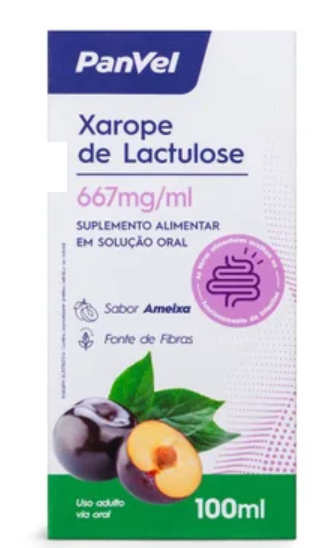 PanVel
Xarope
de Lactulose
667mg/ml
SUPLEMENTO ALIMENTAR
EM SOLUÇÃO ORAL
Sabor Ameixa
Fonte de Fibras
Uso adulto
via oral
100ml